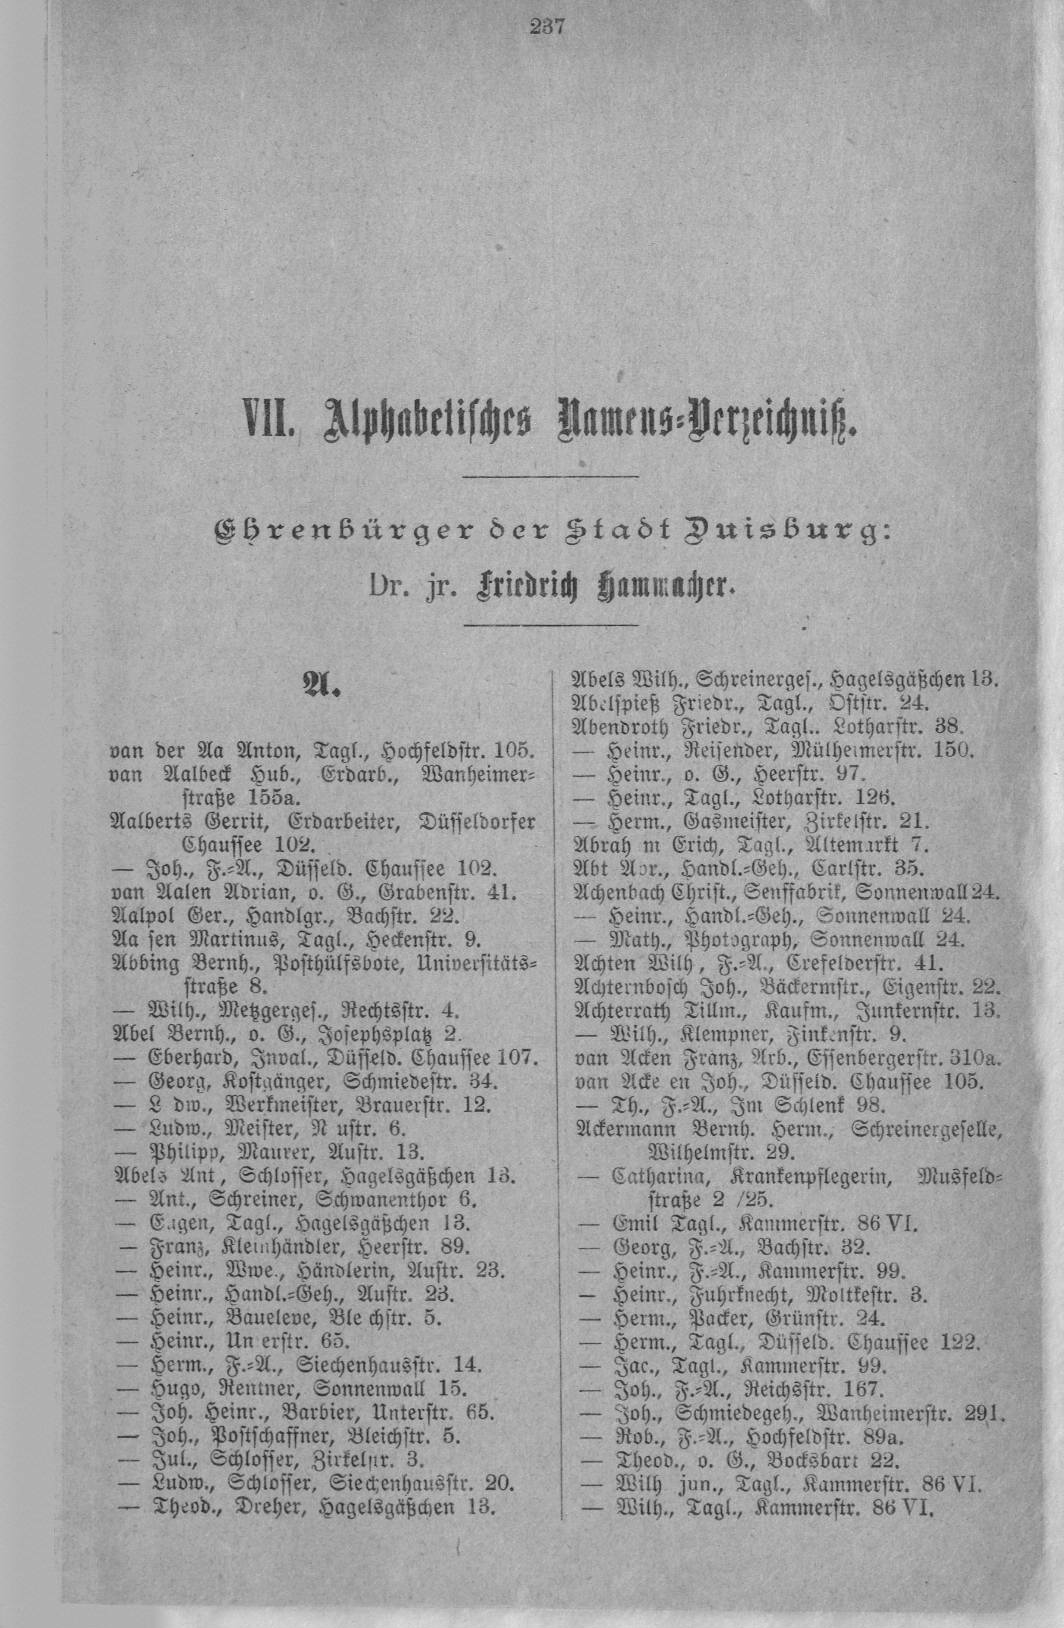 237
VII. Alphabetisches Namens-Verzeichniß.
Ehrenbürger der Stadt Duisburg:
Dr. jr. Friedrich Hammacher.
A.
van der Aa Anton, Tagl., Hochfeldstr. 105.
van Aalbeck Hub., Erdarb., Wanheimer-
straße 155a.
Aalberts Gerrit, Erdarbeiter, Düsseldorfer
Chaussee 102.
— Joh., F.-A., Düsseld. Chaussee 102.
van Aalen Adrian, o. G., Grabenstr. 41.
Aalpol Ger., Handlgr., Bachstr. 22.
Aa sen Martinus, Tagl., Heckenstr. 9.
Abbing Bernh., Posthülfsbote, Universitäts-
straße 8.
— Wilh., Metzgerges., Rechtsstr. 4.
Abel Bernh., o. G., Josephsplatz 2.
— Eberhard, Inval., Düsseld. Chaussee 107.
— Georg, Kostgänger, Schmiedestr. 34.
— L dw., Werkmeister, Brauerstr. 12.
— Ludw., Meister, N ustr. 6.
— Philipp, Maurer, Austr. 13.
Abels Ant, Schlosser, Hagelsgäßchen 13.
— Ant., Schreiner, Schwanenthor 6.
— Eugen, Tagl., Hagelsgäßchen 13.
— Franz, Kleinhändler, Heerstr. 89.
— Heinr., Wwe., Händlerin, Austr. 23.
— Heinr., Handl.-Geh., Austr. 23.
— Heinr., Baueleve, Ble chstr. 5.
— Heinr., Un erstr. 65.
— Herm., F.-A., Siechenhausstr. 14.
— Hugo, Rentner, Sonnenwall 15.
— Joh. Heinr., Barbier, Unterstr. 65.
— Joh., Postschaffner, Bleichstr. 5.
— Jul., Schlosser, Zirkelstr. 3.
— Ludw., Schlosser, Siechenhausstr. 20.
— Theod., Dreher, Hagelsgäßchen 13.
Abels Wilh., Schreinerges., Hagelsgäßchen 13.
Abelspieß Friedr., Tagl., Oststr. 24.
Abendroth Friedr., Tagl.. Lotharstr. 38.
— Heinr., Reisender, Mülheimerstr. 150.
— Heinr., o. G., Heerstr. 97.
— Heinr., Tagl., Lotharstr. 126.
— Herm., Gasmeister, Zirkelstr. 21.
Abrah m Erich, Tagl., Altemarkt 7.
Abt Abr., Handl.-Geh., Carlstr. 35.
Achenbach Christ., Senffabrik, Sonnenwall 24.
— Heinr., Handl.-Geh., Sonnenwall 24.
— Math., Photograph, Sonnenwall 24.
Achten Wilh, F.-A., Crefelderstr. 41.
Achternbosch Joh., Bäckermstr., Eigenstr. 22.
Achterrath Tillm., Kaufm., Junkernstr. 13.
— Wilh., Klempner, Finkenstr. 9.
van Acken Franz, Arb., Essenbergerstr. 310a.
van Acke en Joh., Düsseld. Chaussee 105.
— Th., F.-A., Im Schlenk 98.
Ackermann Bernh. Herm., Schreinergeselle,
Wilhelmstr. 29.
— Catharina, Krankenpflegerin, Musfeld-
straße 2 /25.
— Emil Tagl., Kammerstr. 86 VI.
— Georg, F.-A., Bachstr. 32.
— Heinr., F.-A., Kammerstr. 99.
— Heinr., Fuhrknecht, Moltkestr. 3.
— Herm., Packer, Grünstr. 24.
— Herm., Tagl., Düsseld. Chaussee 122.
— Jac., Tagl., Kammerstr. 99.
— Joh., F.-A., Reichsstr. 167.
— Joh., Schmiedegeh., Wanheimerstr. 291.
— Rob., F.-A., Hochfeldstr. 89a.
— Theod., o. G., Bocksbart 22.
— Wilh jun., Tagl., Kammerstr. 86 VI.
— Wilh., Tagl., Kammerstr. 86 VI.